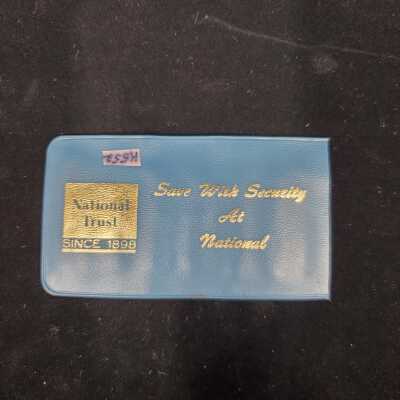 National
Trust
SINCE 1898
Save With Security
At
National